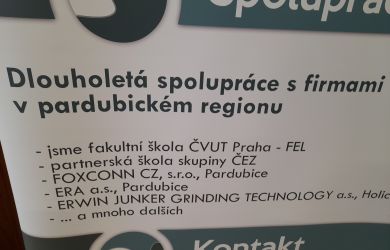 Spolupráce
Dlouholetá spolupráce s firmami
v pardubickém regionu
- jsme fakultní škola ČVUT Praha - FEL
- partnerská škola skupiny ČEZ
- FOXCONN CZ, s.r.o., Pardubice
- ERA a.s., Pardubice
- ERWIN JUNKER GRINDING TECHNOLOGY a.s., Holic
- ... a mnoho dalších
Kontakt